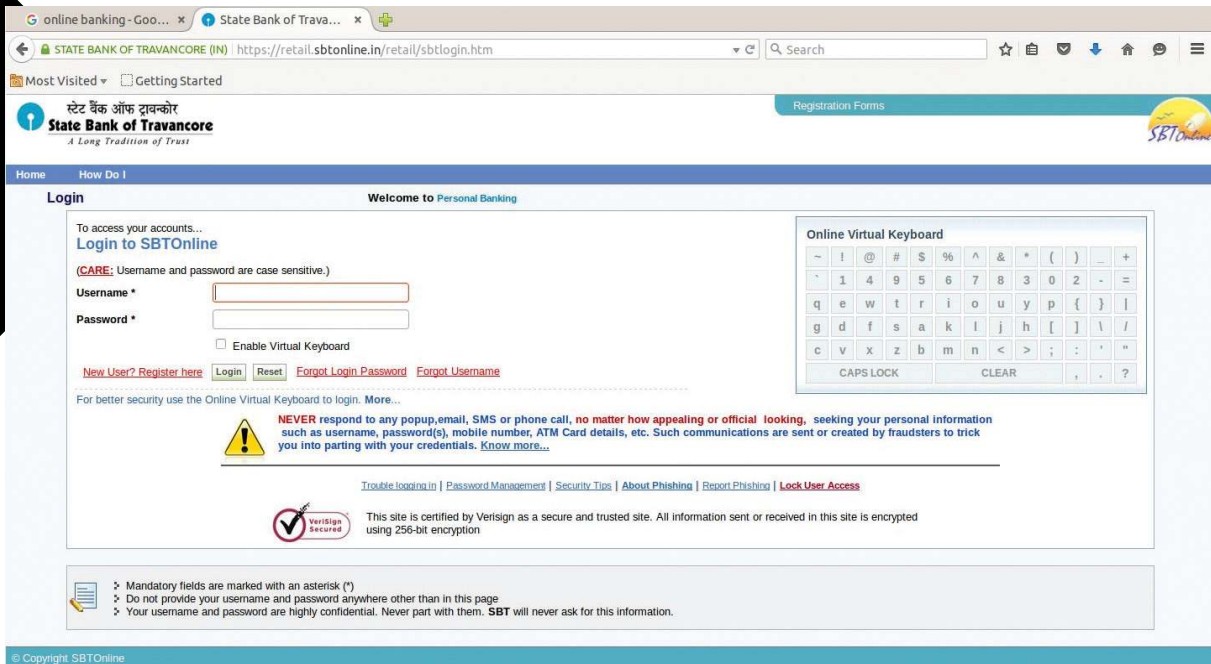 online banking - Goo... × State Bank of Trava... ×
STATE BANK OF TRAVANCORE (IN) https://retail.sbtonline.in/retail/sbtlogin.htm Search
Most Visited Getting Started
स्टेट बैंक ऑफ ट्रावन्कोर
State Bank of Travancore
A Long Tradition of Trust
Registration Forms
SBTOnline
Home How Do I
Login Welcome to Personal Banking
To access your accounts...
Login to SBTOnline
(CARE: Username and password are case sensitive.)
Username *
Password *
Enable Virtual Keyboard
New User? Register here Login Reset Forgot Login Password Forgot Username
For better security use the Online Virtual Keyboard to login. More...
Online Virtual Keyboard
~ ! @ # $ % ^ & * ( ) _ +
` 1 4 9 5 6 7 8 3 0 2 - =
q e w t r i o u y p { } |
g d f s a k l j h [ ] \ /
c v x z b m n < > ; : ' "
CAPS LOCK CLEAR , . ?
NEVER respond to any popup,email, SMS or phone call, no matter how appealing or official looking, seeking your personal information
such as username, password(s), mobile number, ATM Card details, etc. Such communications are sent or created by fraudsters to trick
you into parting with your credentials. Know more...
Trouble logging in | Password Management | Security Tips | About Phishing | Report Phishing | Lock User Access
VeriSign
Secured
This site is certified by Verisign as a secure and trusted site. All information sent or received in this site is encrypted
using 256-bit encryption
Mandatory fields are marked with an asterisk (*)
Do not provide your username and password anywhere other than in this page
Your username and password are highly confidential. Never part with them. SBT will never ask for this information.
© Copyright SBTOnline